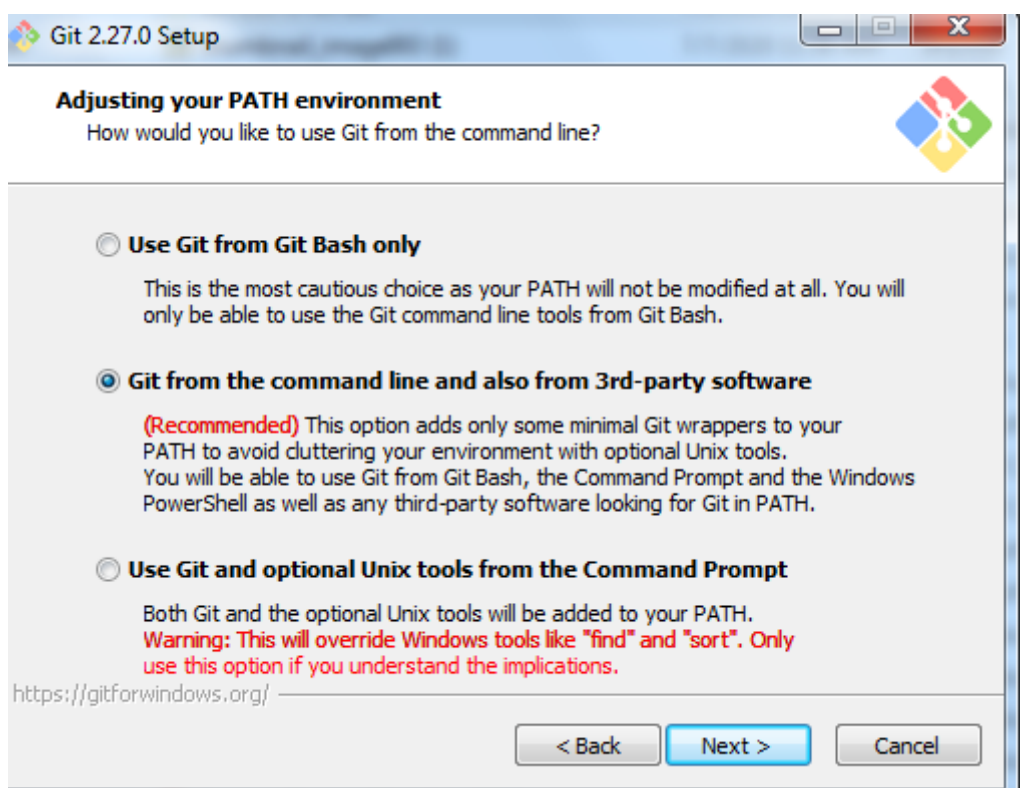 Git 2.27.0 Setup
Adjusting your PATH environment
How would you like to use Git from the command line?
Use Git from Git Bash only
This is the most cautious choice as your PATH will not be modified at all. You will
only be able to use the Git command line tools from Git Bash.
Git from the command line and also from 3rd-party software
(Recommended) This option adds only some minimal Git wrappers to your
PATH to avoid cluttering your environment with optional Unix tools.
You will be able to use Git from Git Bash, the Command Prompt and the Windows
PowerShell as well as any third-party software looking for Git in PATH.
Use Git and optional Unix tools from the Command Prompt
Both Git and the optional Unix tools will be added to your PATH.
Warning: This will override Windows tools like "find" and "sort". Only
use this option if you understand the implications.
https://gitforwindows.org/
< Back Next > Cancel